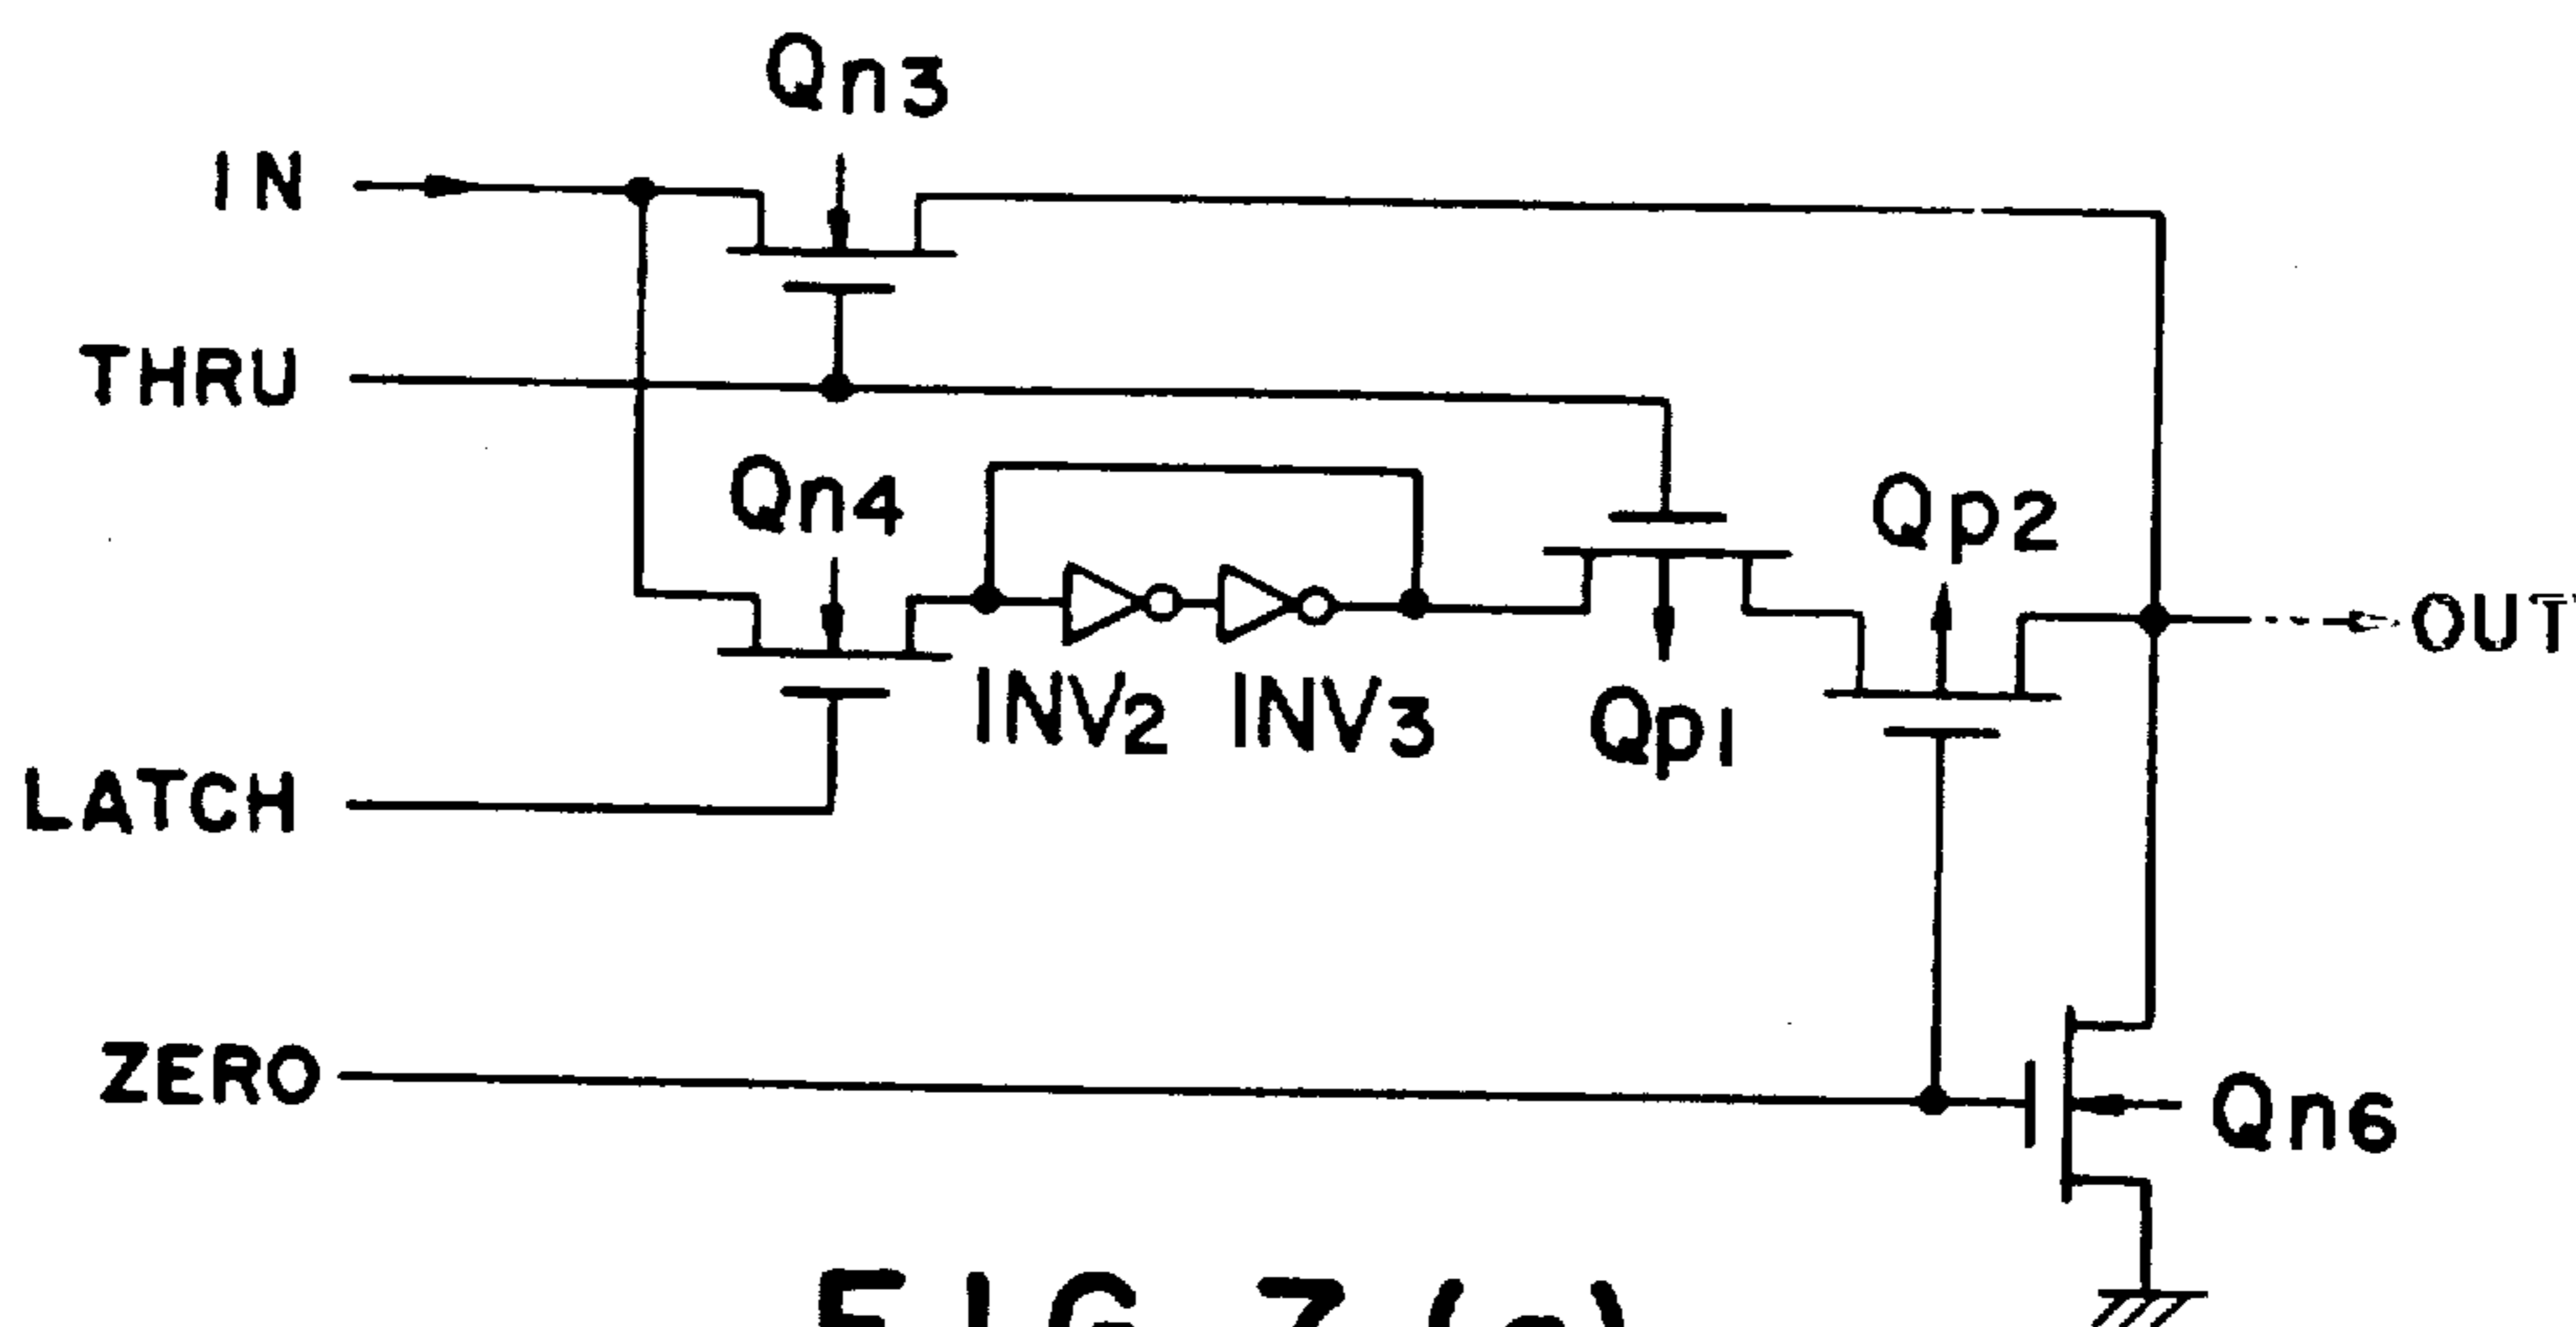 Qn3
IN
THRU
Qn4
Qp2
OUT
INV2
INV3
Qp1
LATCH
ZERO
Qn6